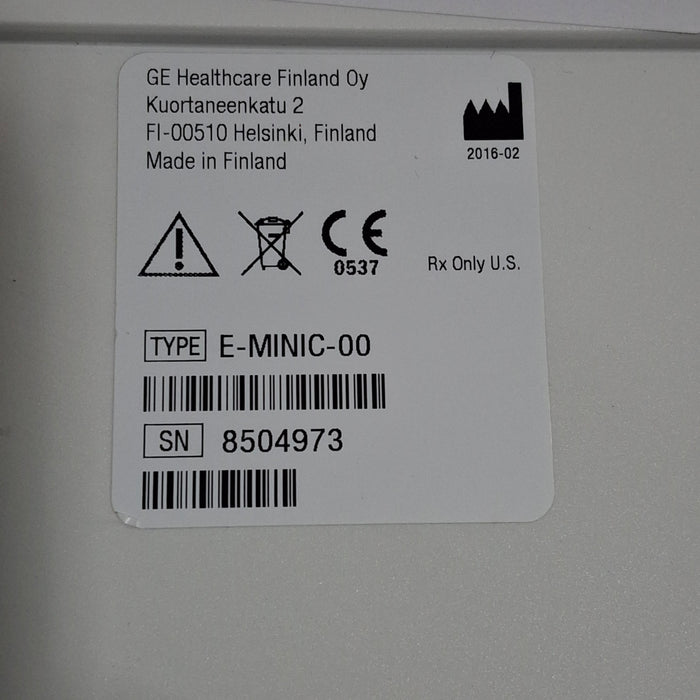 GE Healthcare Finland Oy
Kuortaneenkatu 2
FI-00510 Helsinki, Finland
Made in Finland
2016-02
CE
0537
Rx Only U.S.
TYPE E-MINIC-00
SN 8504973